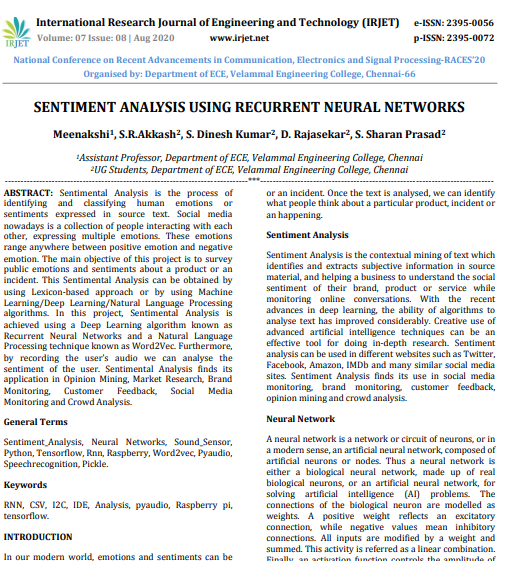 International Research Journal of Engineering and Technology (IRJET)
e-ISSN: 2395-0056
IRJET
Volume: 07 Issue: 08 | Aug 2020
www.irjet.net
p-ISSN: 2395-0072
National Conference on Recent Advancements in Communication, Electronics and Signal Processing-RACES’20
Organised by: Department of ECE, Velammal Engineering College, Chennai-66
SENTIMENT ANALYSIS USING RECURRENT NEURAL NETWORKS
Meenakshi¹, S.R.Akkash², S. Dinesh Kumar², D. Rajasekar², S. Sharan Prasad²
¹Assistant Professor, Department of ECE, Velammal Engineering College, Chennai
²UG Students, Department of ECE, Velammal Engineering College, Chennai
***
ABSTRACT: Sentimental Analysis is the process of
identifying and classifying human emotions or
sentiments expressed in source text. Social media
nowadays is a collection of people interacting with each
other, expressing multiple emotions. These emotions
range anywhere between positive emotion and negative
emotion. The main objective of this project is to survey
public emotions and sentiments about a product or an
incident. This Sentimental Analysis can be obtained by
using Lexicon-based approach or by using Machine
Learning/Deep Learning/Natural Language Processing
algorithms. In this project, Sentimental Analysis is
achieved using a Deep Learning algorithm known as
Recurrent Neural Networks and a Natural Language
Processing technique known as Word2Vec. Furthermore,
by recording the user’s audio we can analyse the
sentiment of the user. Sentimental Analysis finds its
application in Opinion Mining, Market Research, Brand
Monitoring, Customer Feedback, Social Media
Monitoring and Crowd Analysis.
General Terms
Sentiment_Analysis, Neural Networks, Sound_Sensor,
Python, Tensorflow, Rnn, Raspberry, Word2vec, Pyaudio,
Speechrecognition, Pickle.
Keywords
RNN, CSV, I2C, IDE, Analysis, pyaudio, Raspberry pi,
tensorflow.
INTRODUCTION
In our modern world, emotions and sentiments can be
or an incident. Once the text is analysed, we can identify
what people think about a particular product, incident or
an happening.
Sentiment Analysis
Sentiment Analysis is the contextual mining of text which
identifies and extracts subjective information in source
material, and helping a business to understand the social
sentiment of their brand, product or service while
monitoring online conversations. With the recent
advances in deep learning, the ability of algorithms to
analyse text has improved considerably. Creative use of
advanced artificial intelligence techniques can be an
effective tool for doing in-depth research. Sentiment
analysis can be used in different websites such as Twitter,
Facebook, Amazon, IMDb and many similar social media
sites. Sentiment Analysis finds its use in social media
monitoring, brand monitoring, customer feedback,
opinion mining and crowd analysis.
Neural Network
A neural network is a network or circuit of neurons, or in
a modern sense, an artificial neural network, composed of
artificial neurons or nodes. Thus a neural network is
either a biological neural network, made up of real
biological neurons, or an artificial neural network, for
solving artificial intelligence (AI) problems. The
connections of the biological neuron are modelled as
weights. A positive weight reflects an excitatory
connection, while negative values mean inhibitory
connections. All inputs are modified by a weight and
summed. This activity is referred as a linear combination.
Finally, an activation function controls the amplitude of